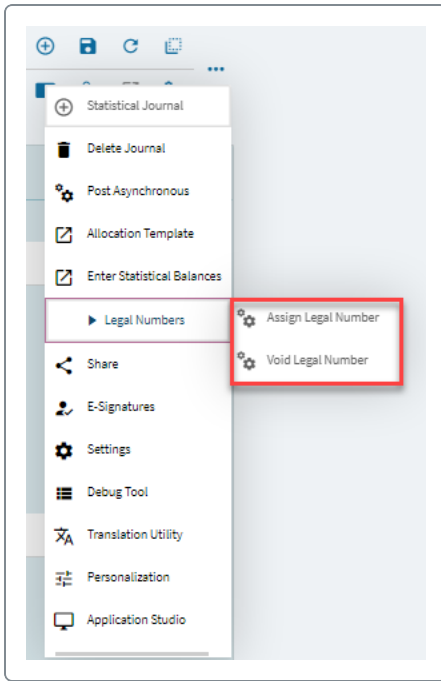 Statistical Journal
Delete Journal
Post Asynchronous
Allocation Template
Enter Statistical Balances
Legal Numbers
Assign Legal Number
Void Legal Number
Share
E-Signatures
Settings
Debug Tool
Translation Utility
Personalization
Application Studio